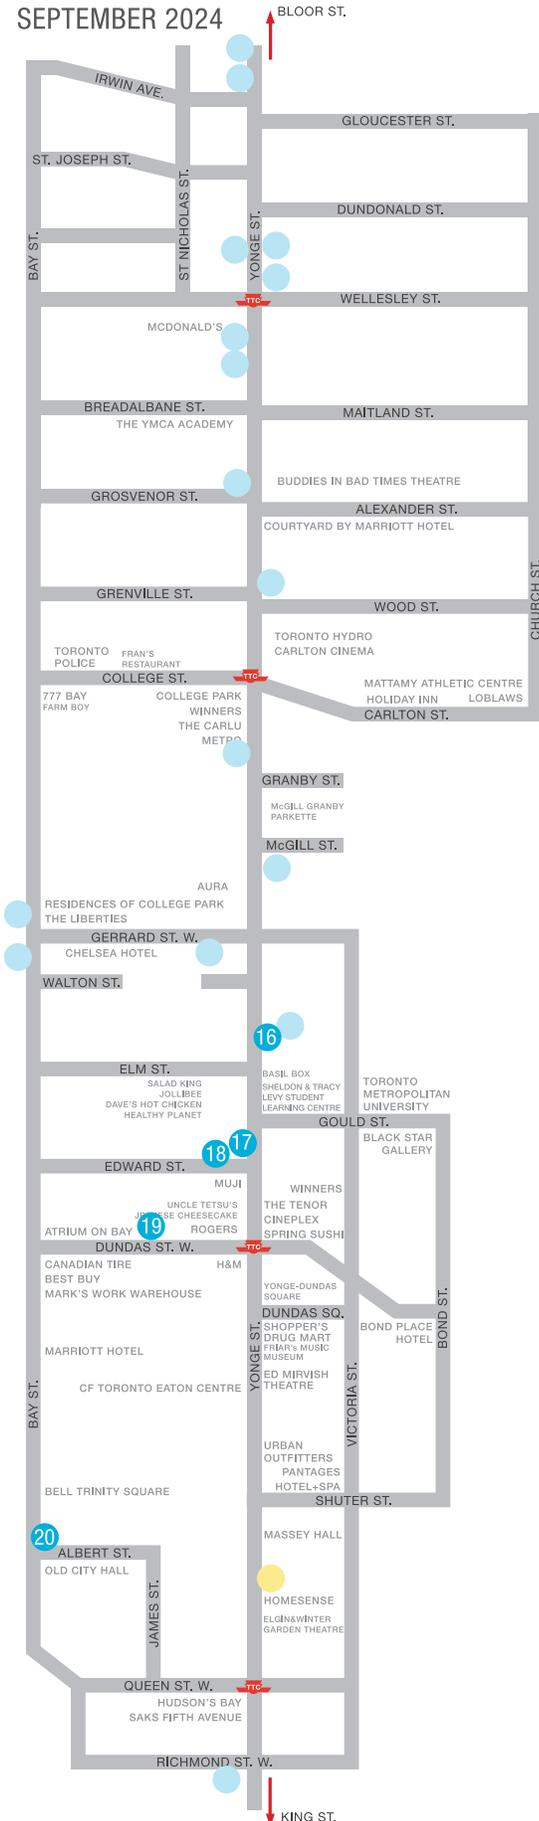 SEPTEMBER 2024
BLOOR ST.
IRWIN AVE.
GLOUCESTER ST.
ST. JOSEPH ST.
ST NICHOLAS ST.
DUNDONALD ST.
BAY ST.
YONGE ST.
TTC
WELLESLEY ST.
MCDONALD'S
BREADALBANE ST.
MAITLAND ST.
THE YMCA ACADEMY
BUDDIES IN BAD TIMES THEATRE
GROSVENOR ST.
ALEXANDER ST.
COURTYARD BY MARRIOTT HOTEL
CHURCH ST.
GRENVILLE ST.
WOOD ST.
TORONTO HYDRO
CARLTON CINEMA
TORONTO
POLICE
FRAN'S
RESTAURANT
COLLEGE ST.
TTC
MATTAMY ATHLETIC CENTRE
HOLIDAY INN
LOBLAWS
CARLTON ST.
777 BAY
FARM BOY
COLLEGE PARK
WINNERS
THE CARLU
METRO
GRANBY ST.
McGILL GRANBY
PARKETTE
McGILL ST.
AURA
RESIDENCES OF COLLEGE PARK
THE LIBERTIES
GERRARD ST. W.
CHELSEA HOTEL
WALTON ST.
16
ELM ST.
BASIL BOX
SHELDON & TRACY
LEVY STUDENT
LEARNING CENTRE
SALAD KING
JOLLIBEE
DAVE'S HOT CHICKEN
HEALTHY PLANET
TORONTO
METROPOLITAN
UNIVERSITY
GOULD ST.
BLACK STAR
GALLERY
17
18
EDWARD ST.
MUJI
WINNERS
UNCLE TETSU'S
JAPANESE CHEESECAKE
THE TENOR
CINEPLEX
SPRING SUSHI
19
ATRIUM ON BAY
ROGERS
DUNDAS ST. W.
TTC
CANADIAN TIRE
BEST BUY
MARK'S WORK WAREHOUSE
H&M
YONGE-DUNDAS
SQUARE
DUNDAS SQ.
BOND ST.
SHOPPER'S
DRUG MART
FRIAR's MUSIC
MUSEUM
BOND PLACE
HOTEL
YONGE ST.
MARRIOTT HOTEL
ED MIRVISH
THEATRE
CF TORONTO EATON CENTRE
BAY ST.
VICTORIA ST.
URBAN
OUTFITTERS
PANTAGES
HOTEL+SPA
BELL TRINITY SQUARE
SHUTER ST.
MASSEY HALL
20
ALBERT ST.
OLD CITY HALL
JAMES ST.
HOMESENSE
ELGIN&WINTER
GARDEN THEATRE
QUEEN ST. W.
TTC
HUDSON'S BAY
SAKS FIFTH AVENUE
RICHMOND ST. W.
KING ST.